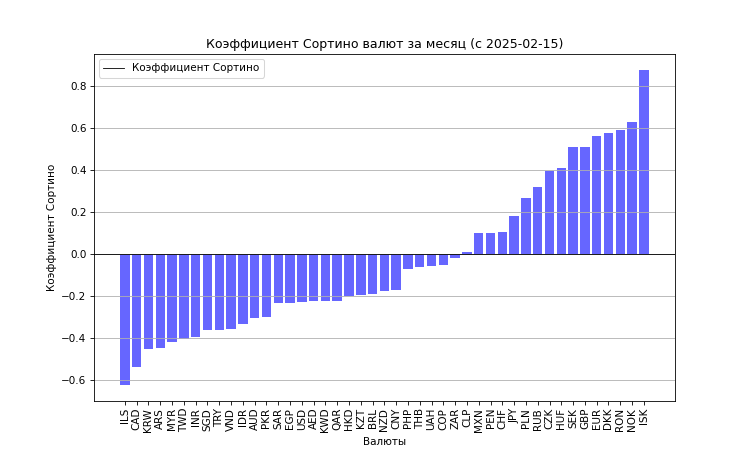 Коэффициент Сортино валют за месяц (с 2025-02-15)
Коэффициент Сортино
Коэффициент Сортино
0.8
0.6
0.4
0.2
0.0
−0.2
−0.4
−0.6
ILS
CAD
KRW
ARS
MYR
TWD
INR
SGD
TRY
VND
IDR
AUD
PKR
SAR
EGP
USD
AED
KWD
QAR
HKD
KZT
BRL
NZD
CNY
PHP
THB
UAH
COP
ZAR
CLP
MXN
PEN
CHF
JPY
PLN
RUB
CZK
HUF
SEK
GBP
EUR
DKK
RON
NOK
ISK
Валюты